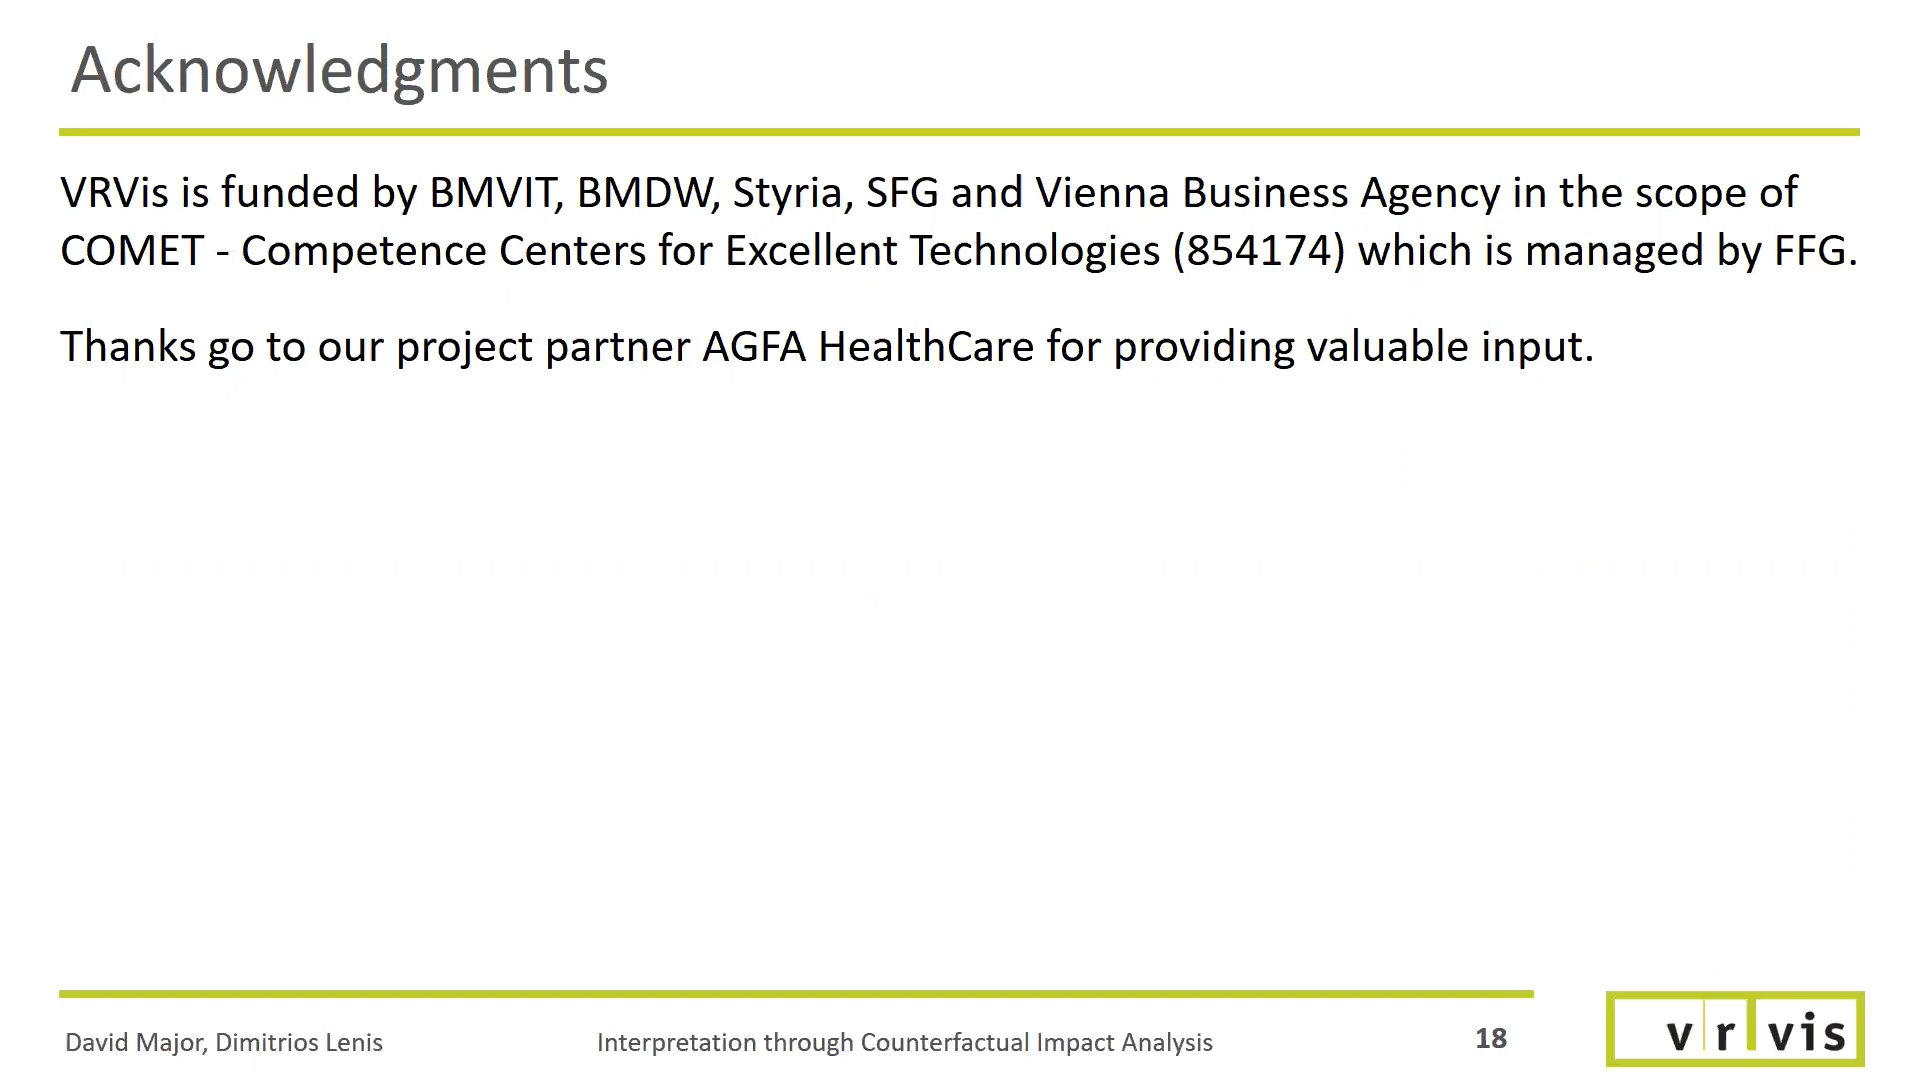 Acknowledgments
VRVis is funded by BMVIT, BMDW, Styria, SFG and Vienna Business Agency in the scope of
COMET - Competence Centers for Excellent Technologies (854174) which is managed by FFG.
Thanks go to our project partner AGFA HealthCare for providing valuable input.
David Major, Dimitrios Lenis
Interpretation through Counterfactual Impact Analysis
18
vrvis